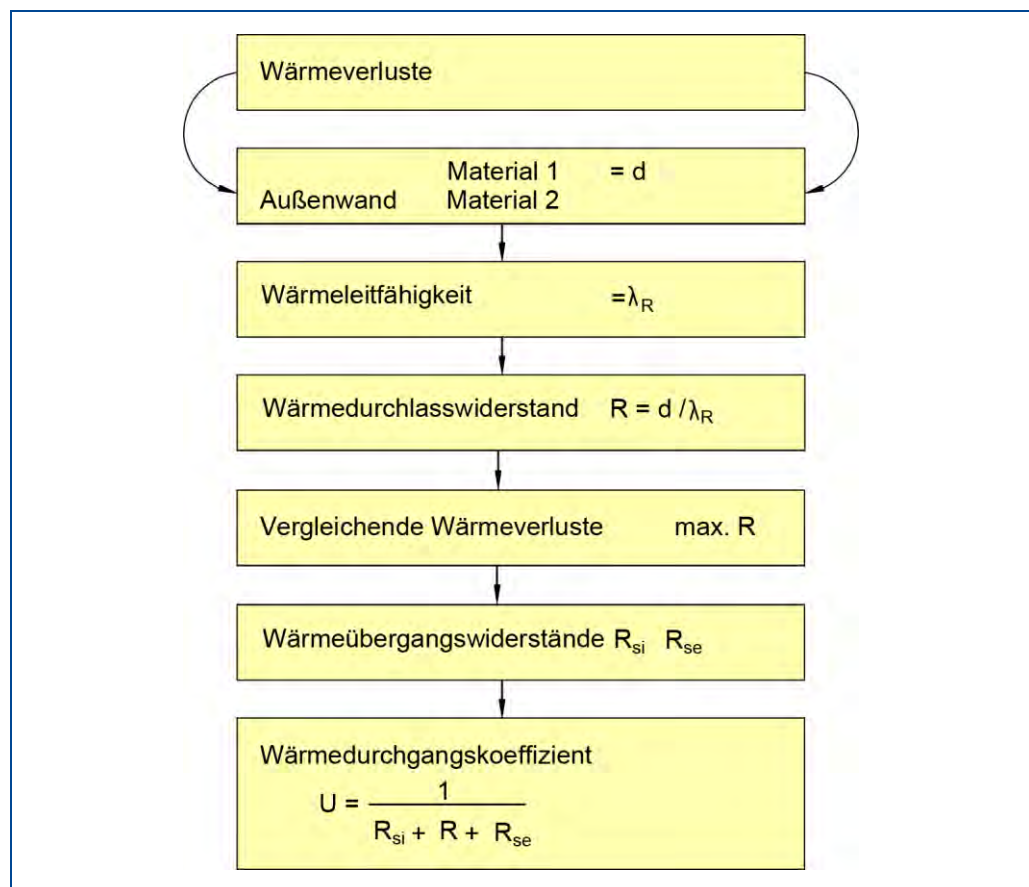 Wärmeverluste
Material 1 = d
Außenwand Material 2
Wärmeleitfähigkeit =λR
Wärmedurchlasswiderstand R = d /λR
Vergleichende Wärmeverluste max. R
Wärmeübergangswiderstände Rsi Rse
Wärmedurchgangskoeffizient
U = 1
Rsi + R + Rse